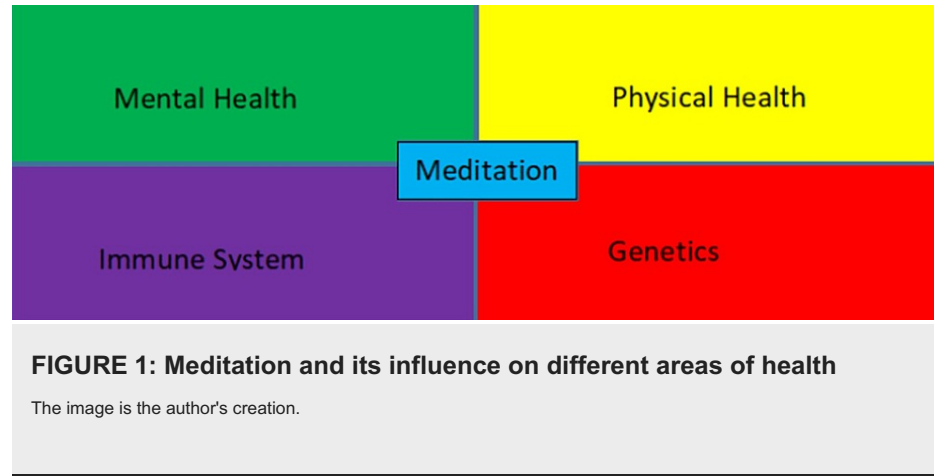 Mental Health
Physical Health
Meditation
Immune System
Genetics
FIGURE 1: Meditation and its influence on different areas of health
The image is the author's creation.